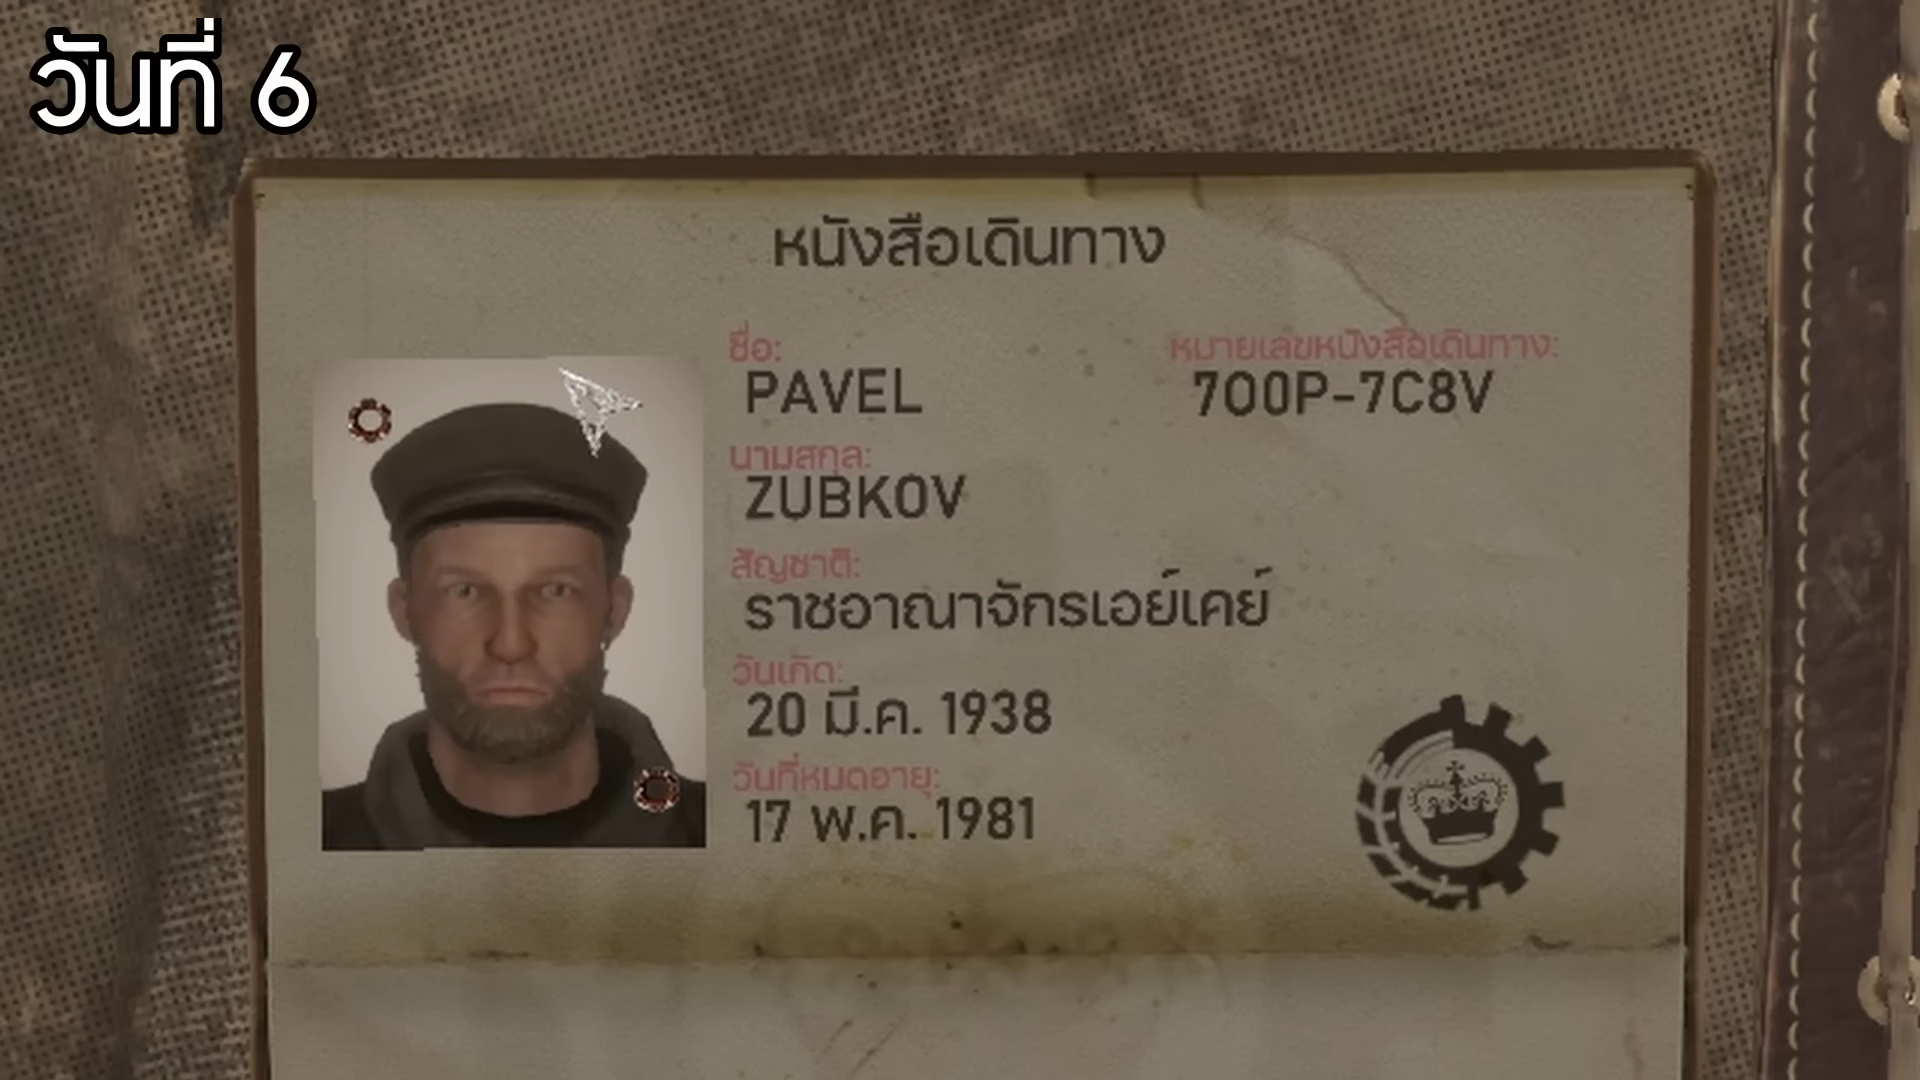 วันที่ 6
หนังสือเดินทาง
ชื่อ:
PAVEL
หมายเลขหนังสือเดินทาง:
700P-7C8V
นามสกุล:
ZUBKOV
สัญชาติ:
ราชอาณาจักรเอย์เคย์
วันเกิด:
20 มี.ค. 1938
วันที่หมดอายุ:
17 พ.ค. 1981